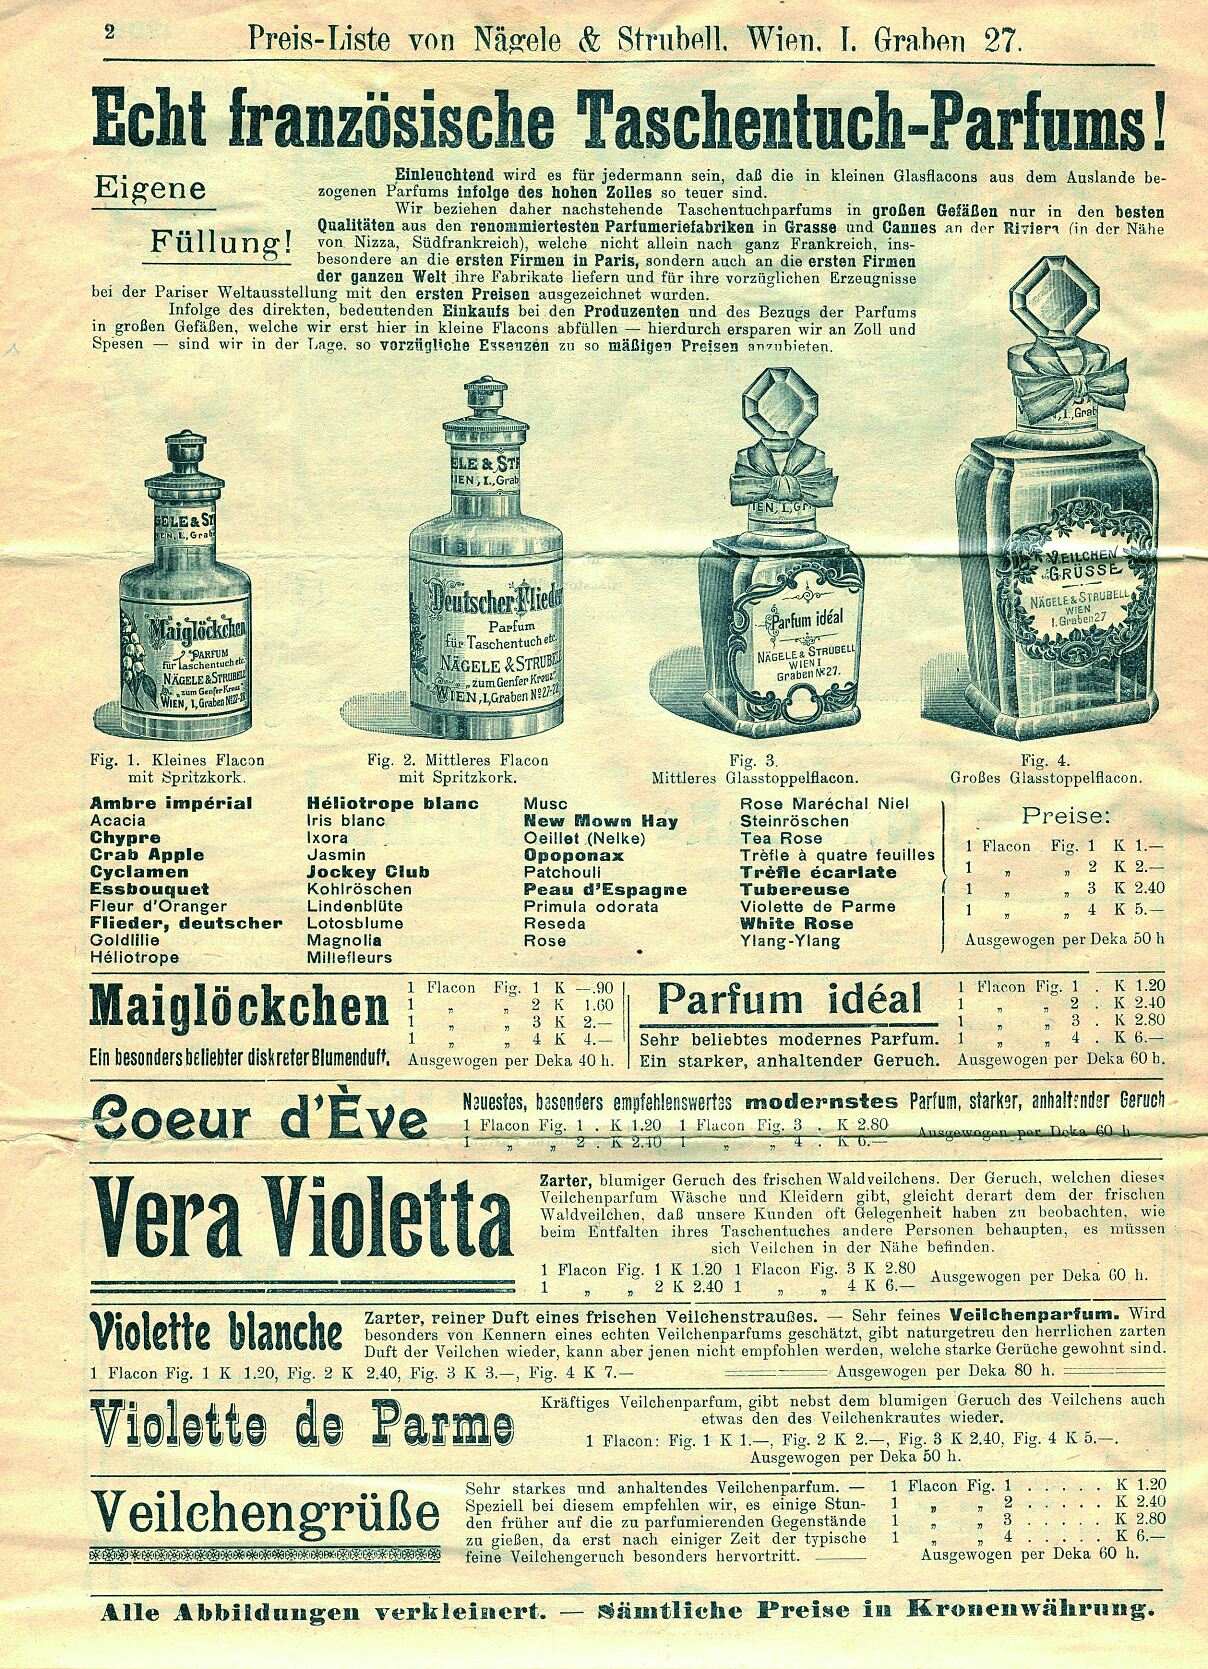 2
Preis-Liste von Nägele & Strubell. Wien. I. Graben 27.
Echt französische Taschentuch-Parfums!
Eigene
Füllung!
Einleuchtend wird es für jedermann sein, daß die in kleinen Glasflacons aus dem Auslande be-
zogenen Parfums infolge des hohen Zolles so teuer sind.
Wir beziehen daher nachstehende Taschentuchparfums in großen Gefäßen nur in den besten
Qualitäten aus den renommiertesten Parfumeriefabriken in Grasse und Cannes an der Riviera (in der Nähe
von Nizza, Südfrankreich), welche nicht allein nach ganz Frankreich, ins-
besondere an die ersten Firmen in Paris, sondern auch an die ersten Firmen
der ganzen Welt ihre Fabrikate liefern und für ihre vorzüglichen Erzeugnisse
bei der Pariser Weltausstellung mit den ersten Preisen ausgezeichnet wurden.
Infolge des direkten, bedeutenden Einkaufs bei den Produzenten und des Bezugs der Parfums
in großen Gefäßen, welche wir erst hier in kleine Flacons abfüllen — hierdurch ersparen wir an Zoll und
Spesen — sind wir in der Lage, so vorzügliche Essenzen zu so mäßigen Preisen anzubieten.
ELE & ST
EN, I., Grab
Maiglöckchen
PARFUM
für Taschentuch etc.
NÄGELE & STRUBELL
"zum Genfer Kreuz"
WIEN, I, Graben No 27-
ELE & STR
IEN, I., Grab
Deutscher Flieder
Parfum
für Taschentuch etc.
NÄGELE & STRUBELL
"zum Genfer Kreuz"
WIEN, I, Graben No 27-
IEN, I., Gr
Parfum idéal
NÄGELE & STRUBELL
WIEN I
Graben No 27.
N, I., Grab
VEILCHEN
GRÜSSE
NÄGELE & STRUBELL
WIEN
I. Graben 27
Fig. 1. Kleines Flacon
mit Spritzkork.
Fig. 2. Mittleres Flacon
mit Spritzkork.
Fig. 3.
Mittleres Glasstoppelflacon.
Fig. 4.
Großes Glasstoppelflacon.
Ambre impérial
Acacia
Chypre
Crab Apple
Cyclamen
Essbouquet
Fleur d'Oranger
Flieder, deutscher
Goldlilie
Héliotrope
Héliotrope blanc
Iris blanc
Ixora
Jasmin
Jockey Club
Kohlröschen
Lindenblüte
Lotosblume
Magnolia
Millefleurs
Musc
New Mown Hay
Oeillet (Nelke)
Opoponax
Patchouli
Peau d'Espagne
Primula odorata
Reseda
Rose
Rose Maréchal Niel
Steinröschen
Tea Rose
Trèfle à quatre feuilles
Trèfle écarlate
Tubereuse
Violette de Parme
White Rose
Ylang-Ylang
Preise:
1 Flacon Fig. 1 K 1.—
1 „ „ 2 K 2.—
1 „ „ 3 K 2.40
1 „ „ 4 K 5.—
Ausgewogen per Deka 50 h
Maiglöckchen
Ein besonders beliebter diskreter Blumenduft.
1 Flacon Fig. 1 K —.90
1 „ „ 2 K 1.60
1 „ „ 3 K 2.—
1 „ „ 4 K 4.—
Ausgewogen per Deka 40 h.
Parfum idéal
Sehr beliebtes modernes Parfum.
Ein starker, anhaltender Geruch.
1 Flacon Fig. 1 . K 1.20
1 „ „ 2 . K 2.40
1 „ „ 3 . K 2.80
1 „ „ 4 . K 6.—
Ausgewogen per Deka 60 h.
Coeur d'Ève
Neuestes, besonders empfehlenswertes modernstes Parfum, starker, anhaltender Geruch
1 Flacon Fig. 1 . K 1.20 1 Flacon Fig. 3 . K 2.80
1 „ „ 2 . K 2.40 1 „ „ 4 . K 6.—
Ausgewogen per Deka 60 h
Vera Violetta
Zarter, blumiger Geruch des frischen Waldveilchens. Der Geruch, welchen dieses
Veilchenparfum Wäsche und Kleidern gibt, gleicht derart dem der frischen
Waldveilchen, daß unsere Kunden oft Gelegenheit haben zu beobachten, wie
beim Entfalten ihres Taschentuches andere Personen behaupten, es müssen
sich Veilchen in der Nähe befinden.
1 Flacon Fig. 1 K 1.20 1 Flacon Fig. 3 K 2.80
1 „ „ 2 K 2.40 1 „ „ 4 K 6.—
Ausgewogen per Deka 60 h.
Violette blanche
Zarter, reiner Duft eines frischen Veilchenstraußes. — Sehr feines Veilchenparfum. Wird
besonders von Kennern eines echten Veilchenparfums geschätzt, gibt naturgetreu den herrlichen zarten
Duft der Veilchen wieder, kann aber jenen nicht empfohlen werden, welche starke Gerüche gewohnt sind.
1 Flacon Fig. 1 K 1.20, Fig. 2 K 2.40, Fig. 3 K 3.—, Fig. 4 K 7.—
Ausgewogen per Deka 80 h.
Violette de Parme
Kräftiges Veilchenparfum, gibt nebst dem blumigen Geruch des Veilchens auch
etwas den des Veilchenkrautes wieder.
1 Flacon: Fig. 1 K 1.—, Fig. 2 K 2.—, Fig. 3 K 2.40, Fig. 4 K 5.—.
Ausgewogen per Deka 50 h.
Veilchengrüße
Sehr starkes und anhaltendes Veilchenparfum. —
Speziell bei diesem empfehlen wir, es einige Stun-
den früher auf die zu parfumierenden Gegenstände
zu gießen, da erst nach einiger Zeit der typische
feine Veilchengeruch besonders hervortritt.
1 Flacon Fig. 1 . . . . . K 1.20
1 „ „ 2 . . . . . K 2.40
1 „ „ 3 . . . . . K 2.80
1 „ „ 4 . . . . . K 6.—
Ausgewogen per Deka 60 h.
Alle Abbildungen verkleinert. — Sämtliche Preise in Kronenwährung.